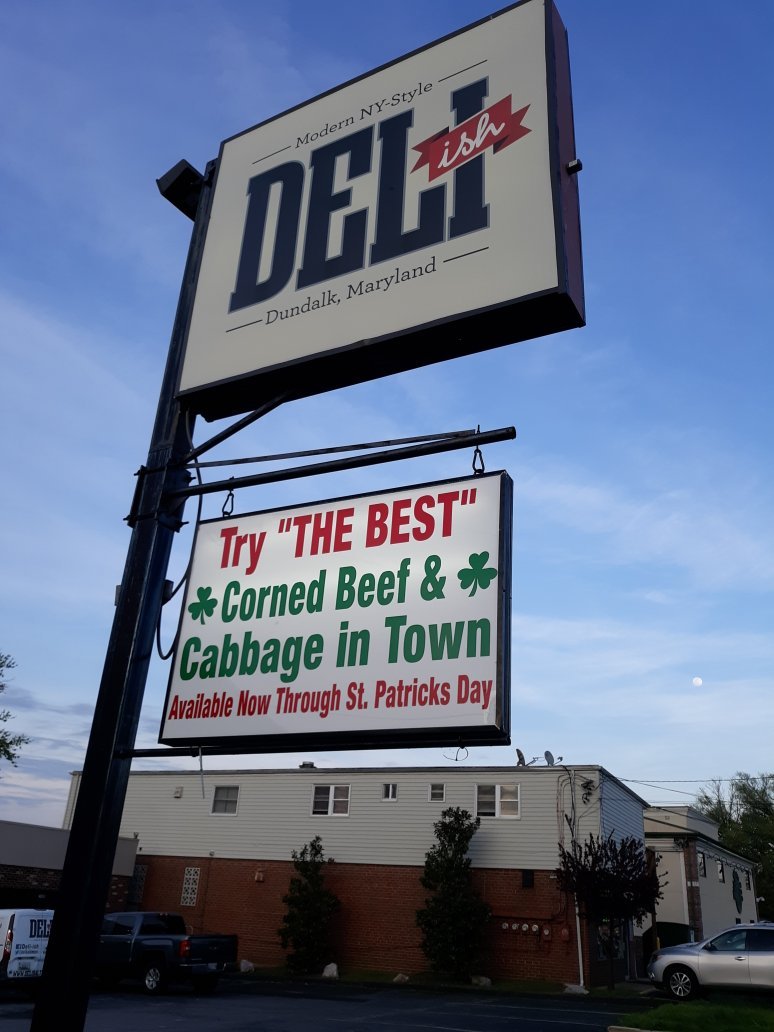 Modern NY-Style
DELI
ish
Dundalk, Maryland
Try "THE BEST"
Corned Beef &
Cabbage in Town
Available Now Through St. Patricks Day
DELI